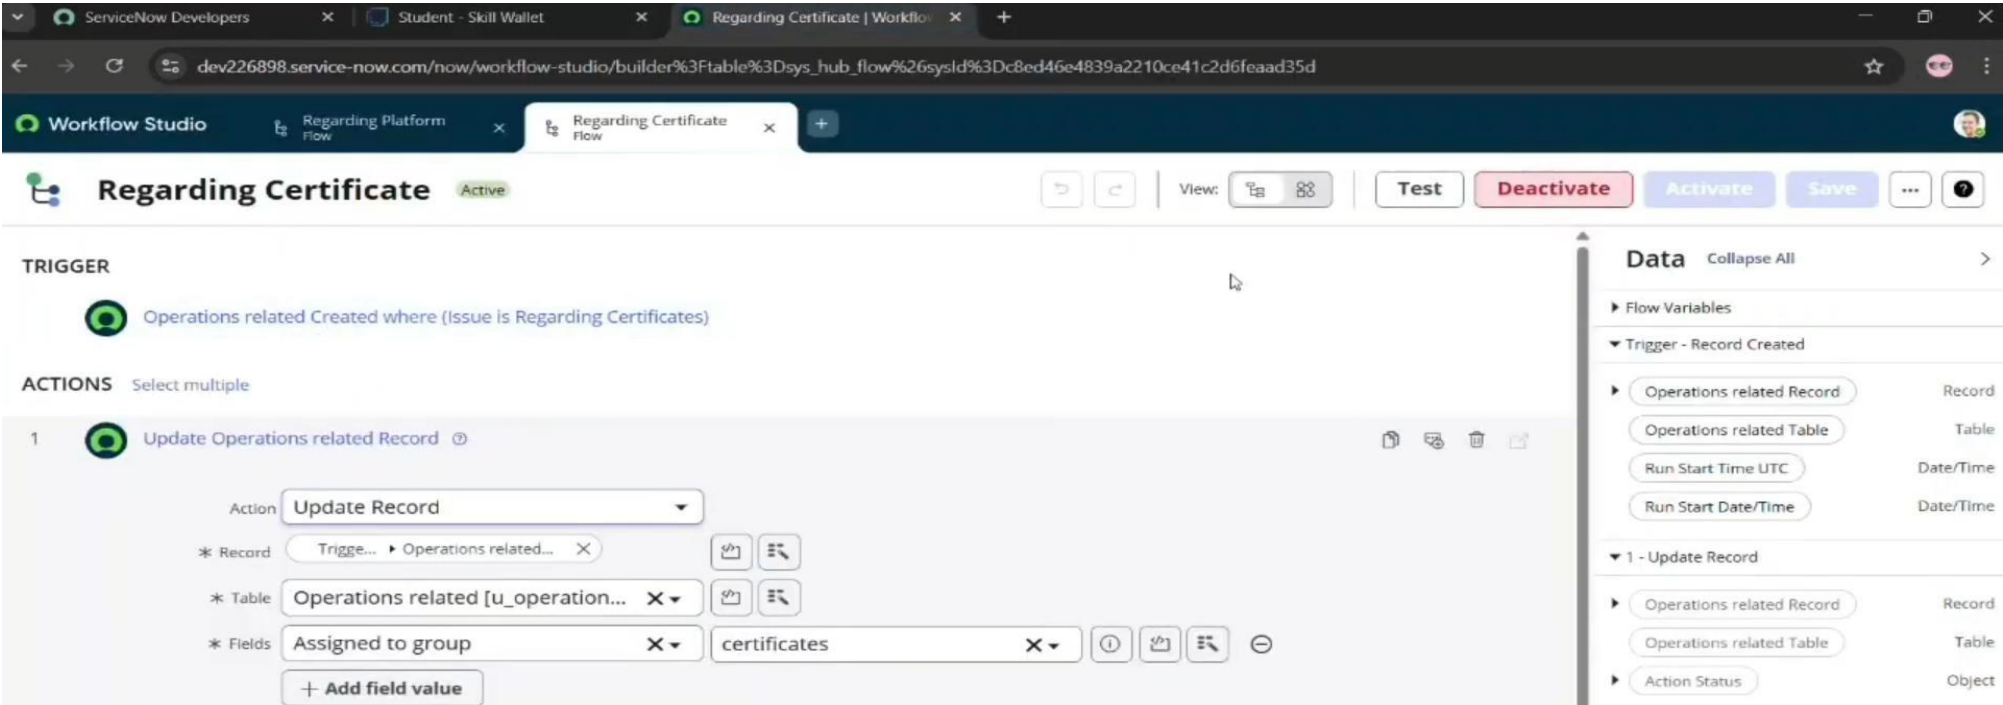 ServiceNow Developers
Student - Skill Wallet
Regarding Certificate | Workflo
dev226898.service-now.com/now/workflow-studio/builder%3Ftable%3Dsys_hub_flow%26sysId%3Dc8ed46e4839a2210ce41c2d6feaad35d
Workflow Studio
Regarding Platform
Flow
Regarding Certificate
Flow
Regarding Certificate Active
View: Test Deactivate Activate Save
TRIGGER
Operations related Created where (Issue is Regarding Certificates)
ACTIONS Select multiple
1 Update Operations related Record
Action Update Record
* Record Trigge... Operations related...
* Table Operations related [u_operation...
* Fields Assigned to group certificates
+ Add field value
Data Collapse All
Flow Variables
Trigger - Record Created
Operations related Record Record
Operations related Table Table
Run Start Time UTC Date/Time
Run Start Date/Time Date/Time
1 - Update Record
Operations related Record Record
Operations related Table Table
Action Status Object